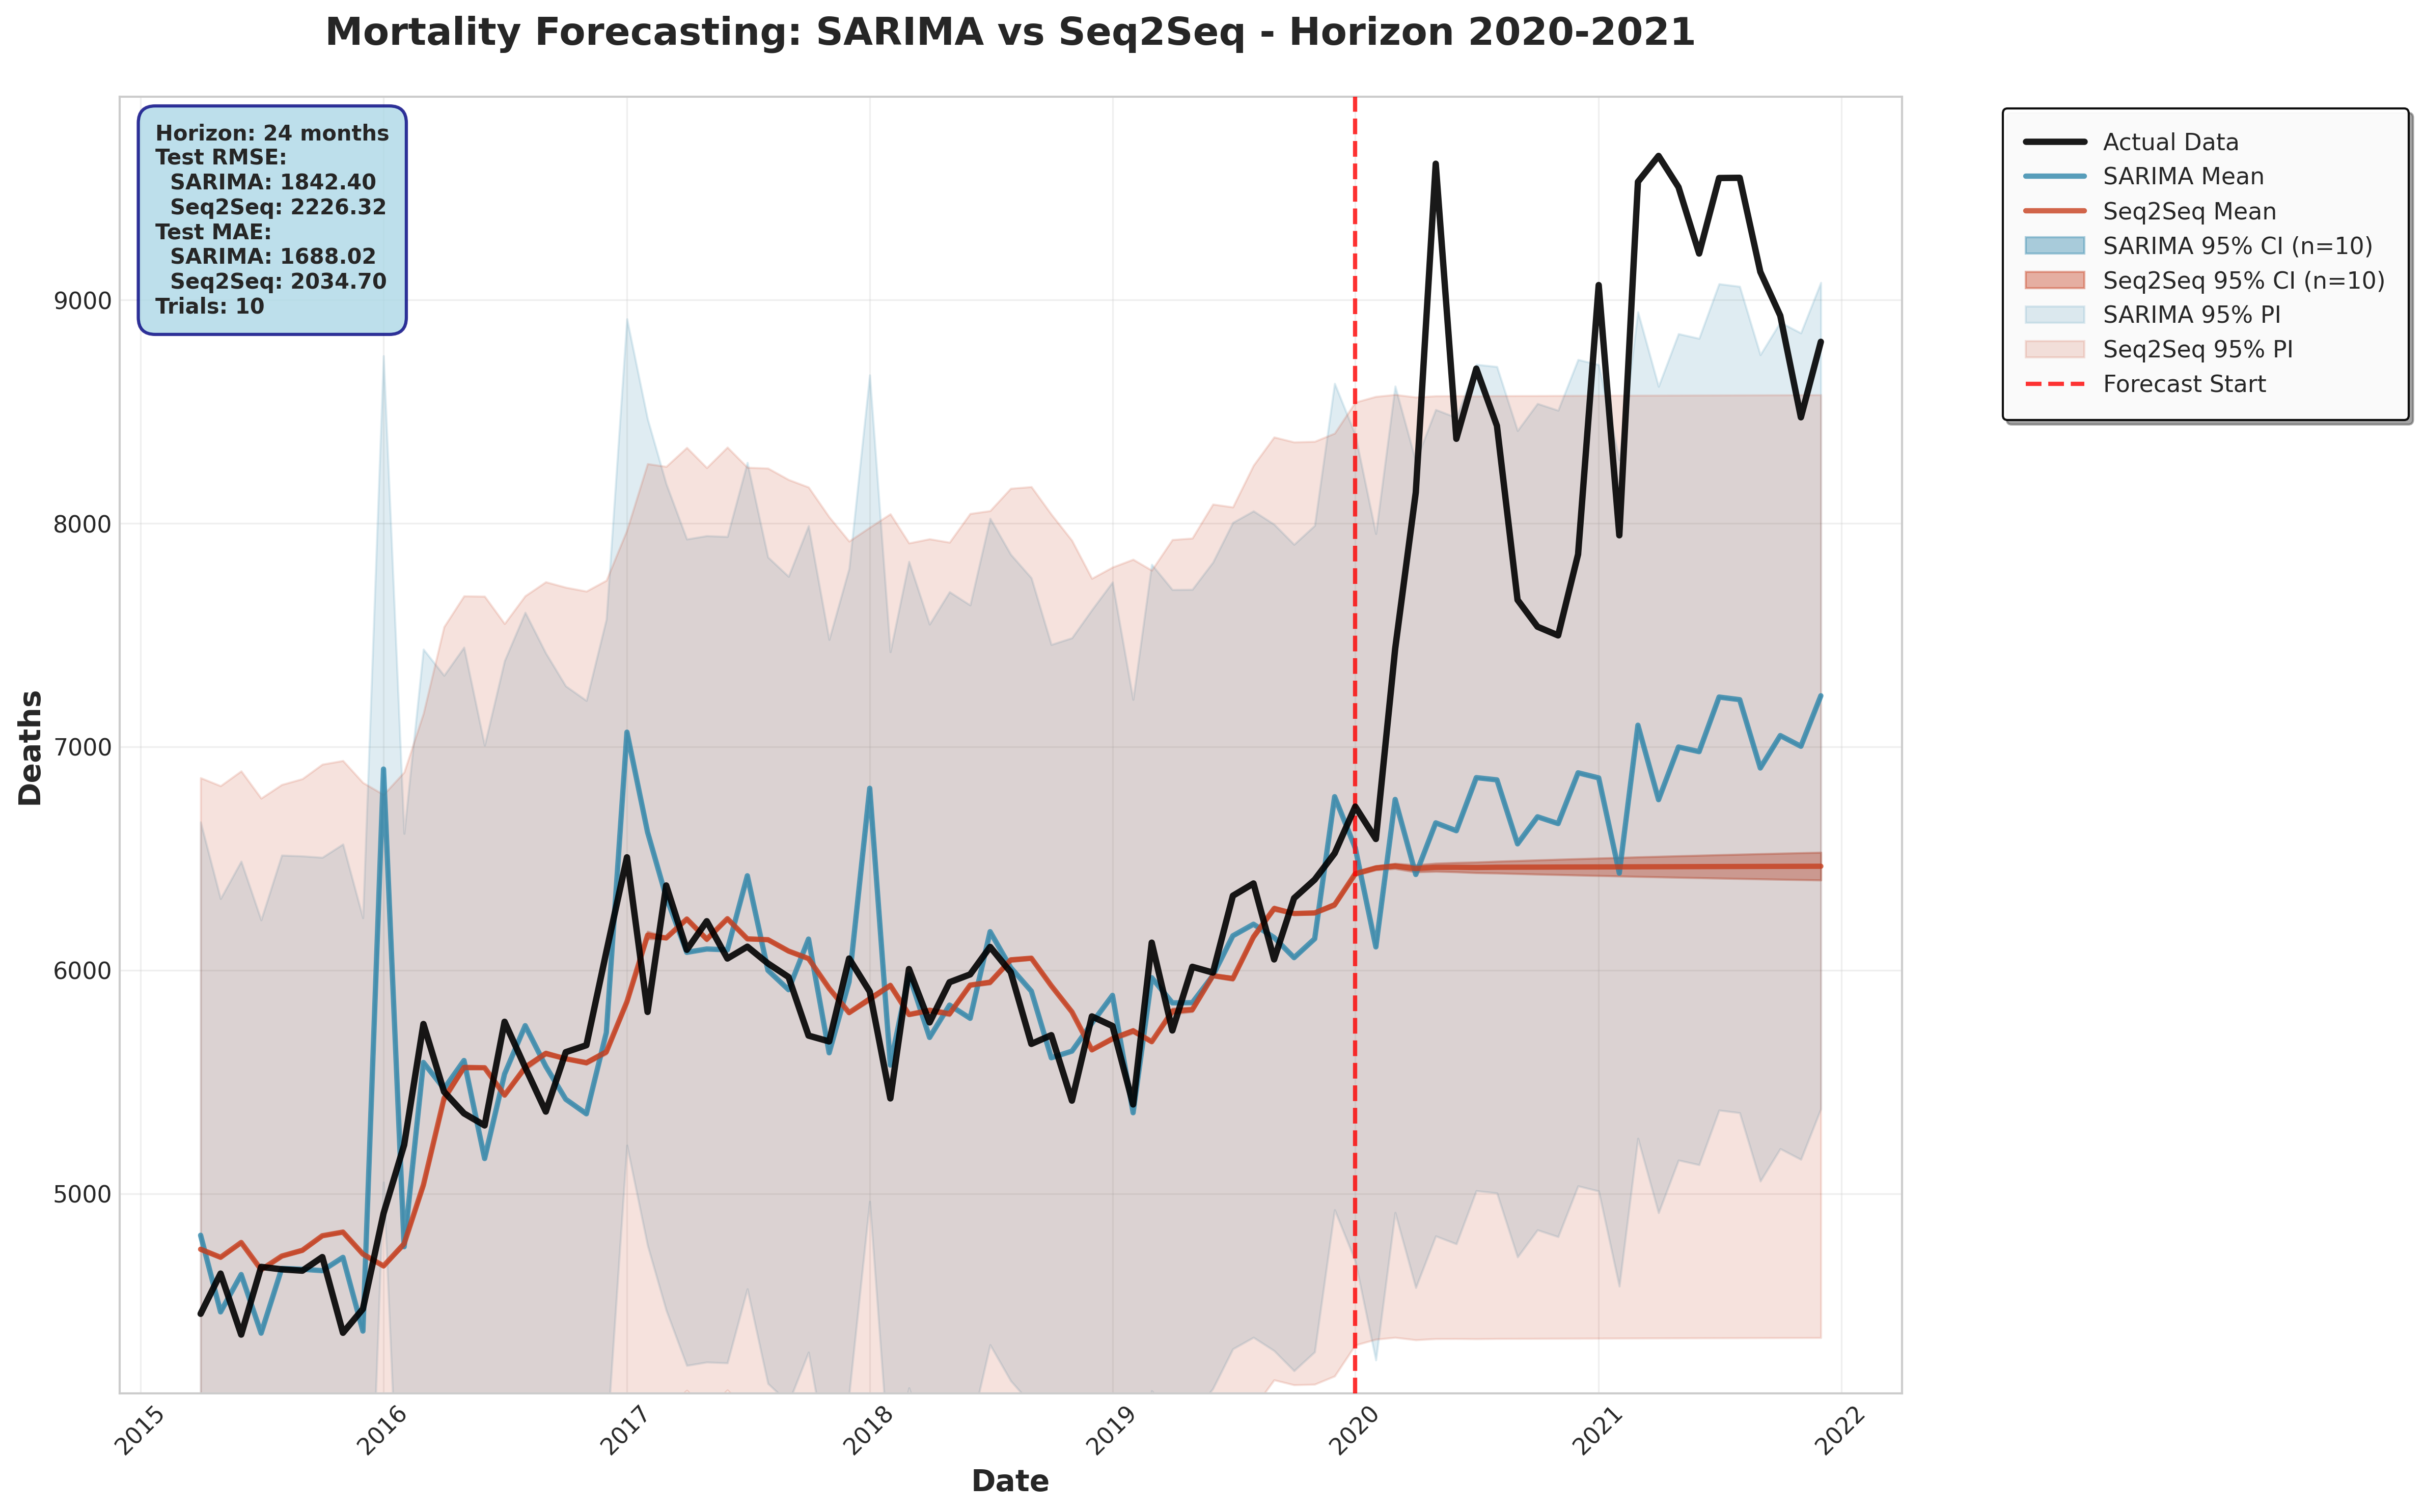 Mortality Forecasting: SARIMA vs Seq2Seq - Horizon 2020-2021
Horizon: 24 months
Test RMSE:
SARIMA: 1842.40
Seq2Seq: 2226.32
Test MAE:
SARIMA: 1688.02
Seq2Seq: 2034.70
Trials: 10
Actual Data
SARIMA Mean
Seq2Seq Mean
SARIMA 95% CI (n=10)
Seq2Seq 95% CI (n=10)
SARIMA 95% PI
Seq2Seq 95% PI
Forecast Start
Deaths
9000
8000
7000
6000
5000
2015
2016
2017
2018
2019
2020
2021
2022
Date